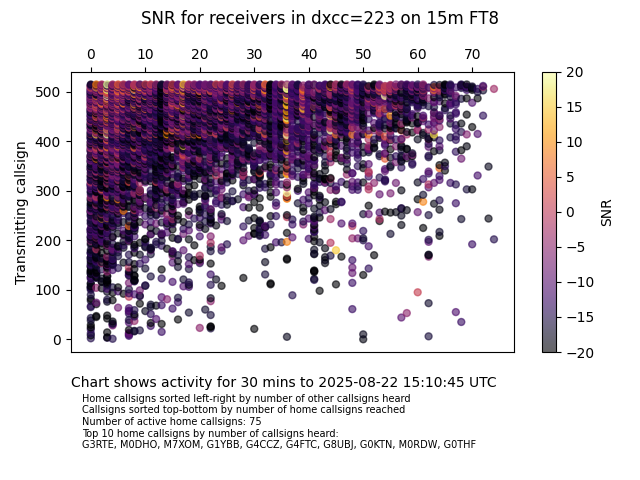 SNR for receivers in dxcc=223 on 15m FT8
0 10 20 30 40 50 60 70
500
400
300
200
100
0
Transmitting callsign
20
15
10
5
0
−5
−10
−15
−20
SNR
Chart shows activity for 30 mins to 2025-08-22 15:10:45 UTC
Home callsigns sorted left-right by number of other callsigns heard
Callsigns sorted top-bottom by number of home callsigns reached
Number of active home callsigns: 75
Top 10 home callsigns by number of callsigns heard:
G3RTE, M0DHO, M7XOM, G1YBB, G4CCZ, G4FTC, G8UBJ, G0KTN, M0RDW, G0THF